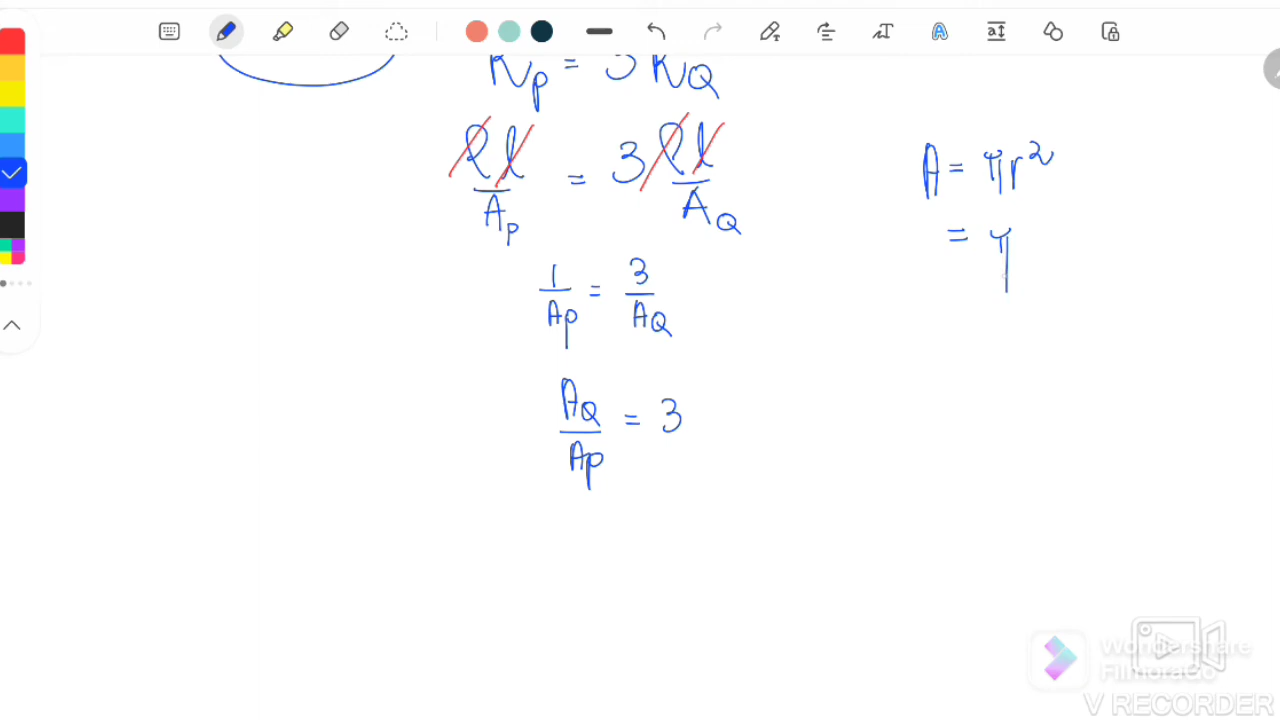 R_P = 3 R_Q
ρl/A_P = 3 ρl/A_Q
1/A_P = 3/A_Q
A_Q/A_P = 3
A = πr²
= π
Wondershare
Filmora
V RECORDER